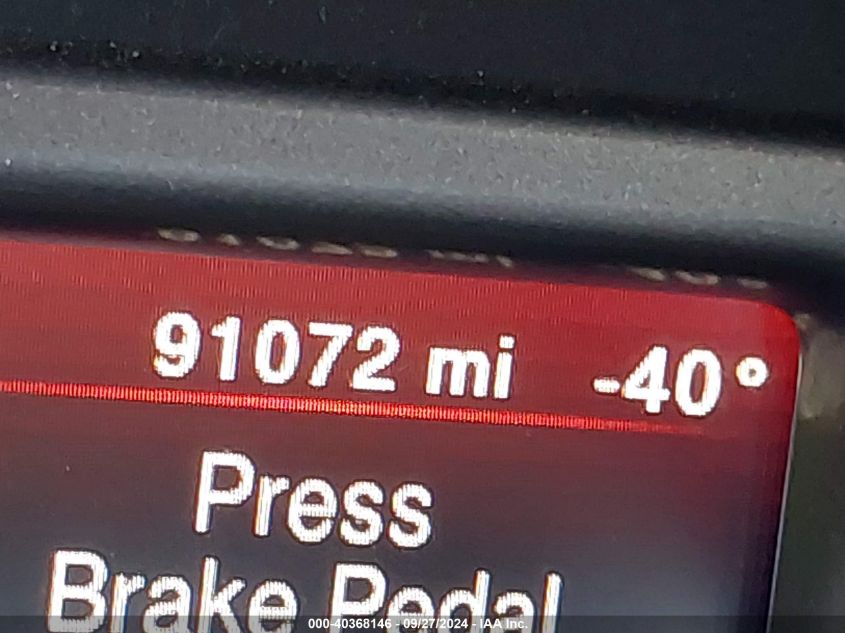 91072 mi -40°
Press
Brake Pedal
000-40368146 - 09/27/2024 - IAA Inc.